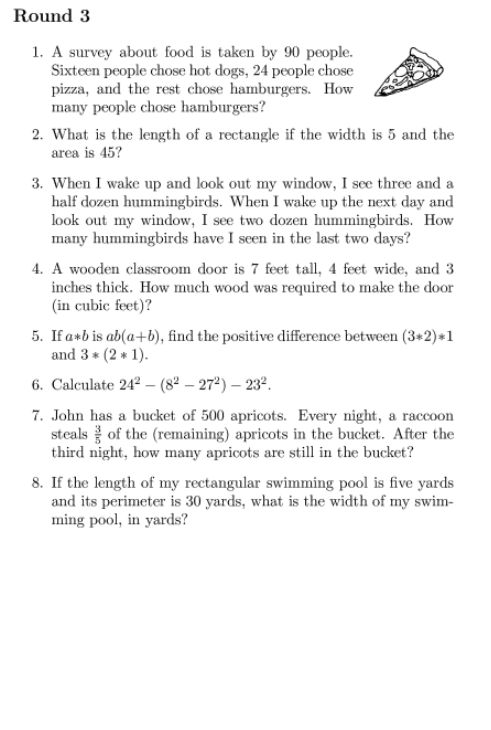 Round 3
1. A survey about food is taken by 90 people.
Sixteen people chose hot dogs, 24 people chose
pizza, and the rest chose hamburgers. How
many people chose hamburgers?
2. What is the length of a rectangle if the width is 5 and the
area is 45?
3. When I wake up and look out my window, I see three and a
half dozen hummingbirds. When I wake up the next day and
look out my window, I see two dozen hummingbirds. How
many hummingbirds have I seen in the last two days?
4. A wooden classroom door is 7 feet tall, 4 feet wide, and 3
inches thick. How much wood was required to make the door
(in cubic feet)?
5. If a∗b is ab(a+b), find the positive difference between (3∗2)∗1
and 3 ∗ (2 ∗ 1).
6. Calculate 24² − (8² − 27²) − 23².
7. John has a bucket of 500 apricots. Every night, a raccoon
steals 3/5 of the (remaining) apricots in the bucket. After the
third night, how many apricots are still in the bucket?
8. If the length of my rectangular swimming pool is five yards
and its perimeter is 30 yards, what is the width of my swim-
ming pool, in yards?